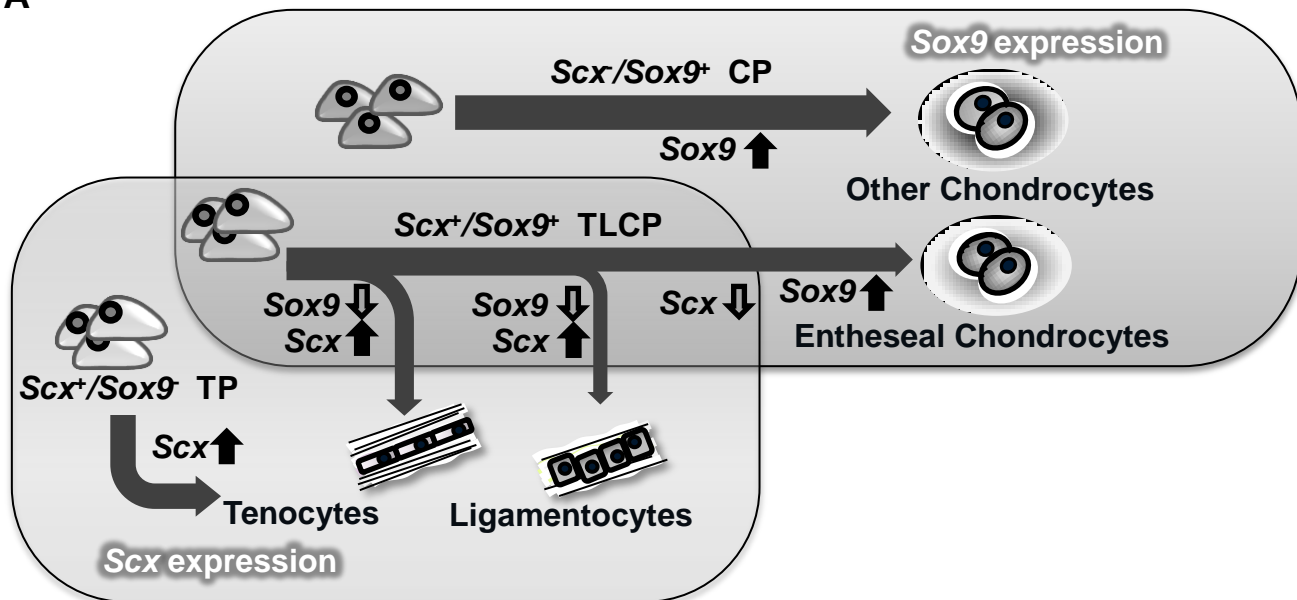 A
Sox9 expression
Scx⁻/Sox9⁺ CP
Sox9
Other Chondrocytes
Scx⁺/Sox9⁺ TLCP
Sox9
Scx
Sox9
Scx
Scx
Sox9
Entheseal Chondrocytes
Scx⁺/Sox9⁻ TP
Scx
Tenocytes
Ligamentocytes
Scx expression